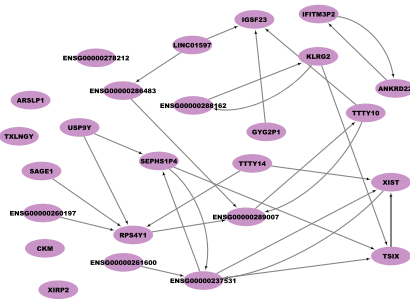 IFITM3P2
IGSF23
LINC01597
KLRG2
ENSG00000278212
ENSG00000286483
ANKRD22
ARSLP1
ENSG00000288162
TTTY10
USP9Y
GYG2P1
TXLNGY
SEPHS1P4
TTTY14
SAGE1
XIST
ENSG00000260197
ENSG00000289007
RPS4Y1
CKM
TSIX
ENSG00000261600
ENSG00000237531
XIRP2